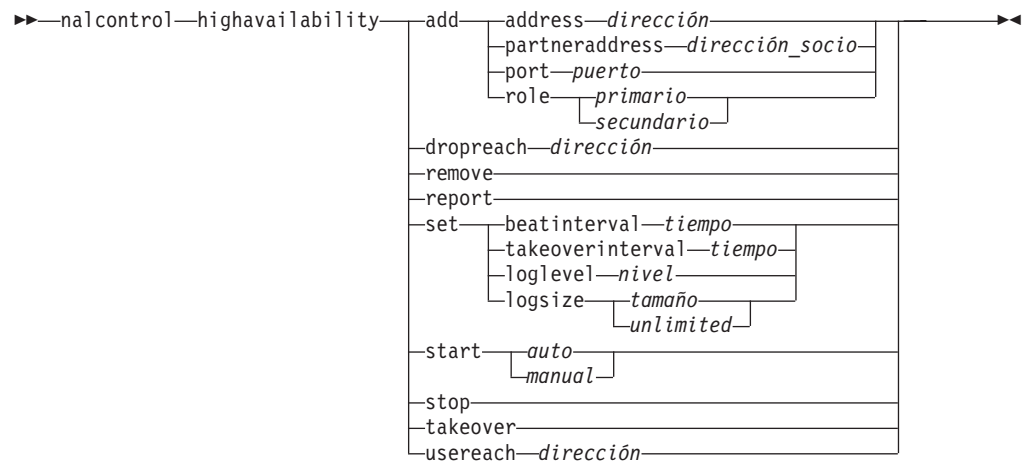 nalcontrol highavailability add address dirección
partneraddress dirección_socio
port puerto
role primario
secundario
dropreach dirección
remove
report
set beatinterval tiempo
takeoverinterval tiempo
loglevel nivel
logsize tamaño
unlimited
start auto
manual
stop
takeover
usereach dirección